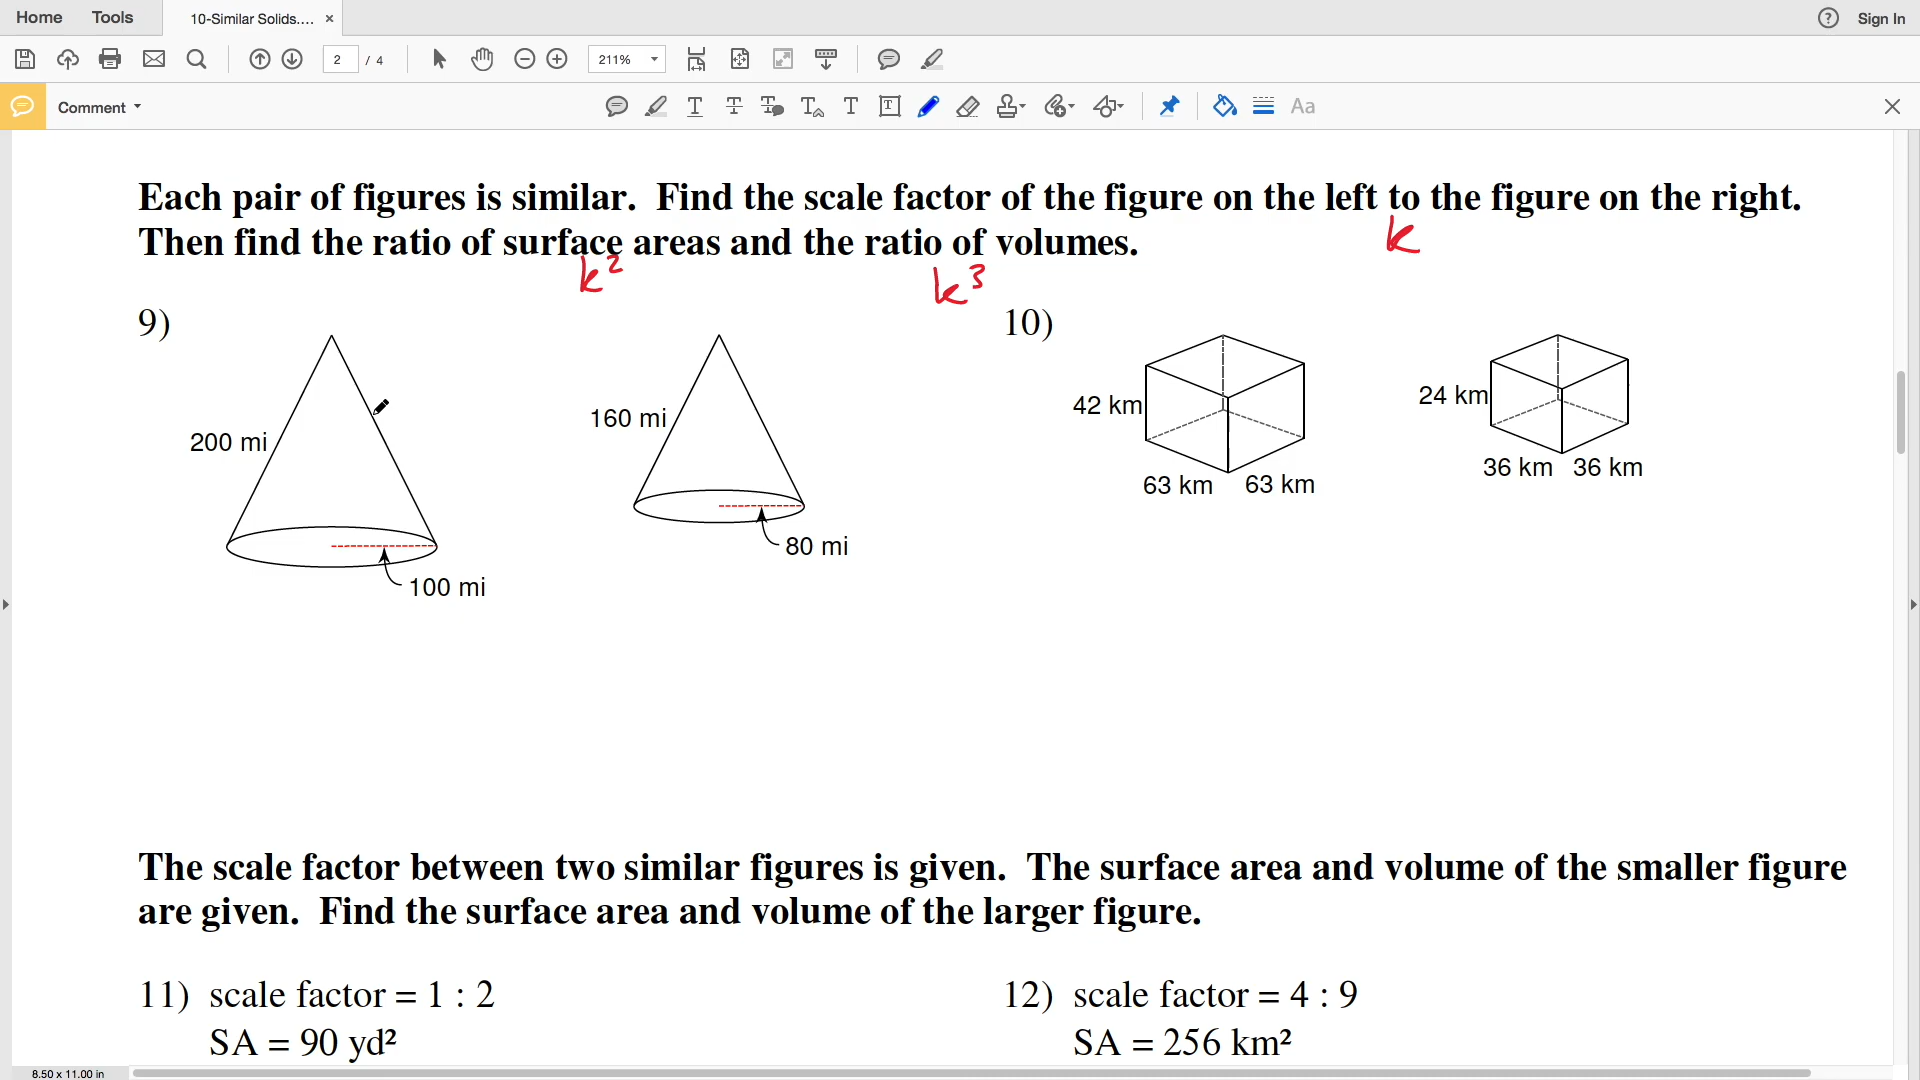 Home Tools 10-Similar Solids.... × ? Sign In
2 / 4 211%
Comment T T T T T T Aa
Each pair of figures is similar. Find the scale factor of the figure on the left to the figure on the right.
Then find the ratio of surface areas and the ratio of volumes.
k
k²
k³
9)
200 mi
100 mi
160 mi
80 mi
10)
42 km
63 km 63 km
24 km
36 km 36 km
The scale factor between two similar figures is given. The surface area and volume of the smaller figure
are given. Find the surface area and volume of the larger figure.
11) scale factor = 1 : 2
SA = 90 yd²
12) scale factor = 4 : 9
SA = 256 km²
8.50 x 11.00 in